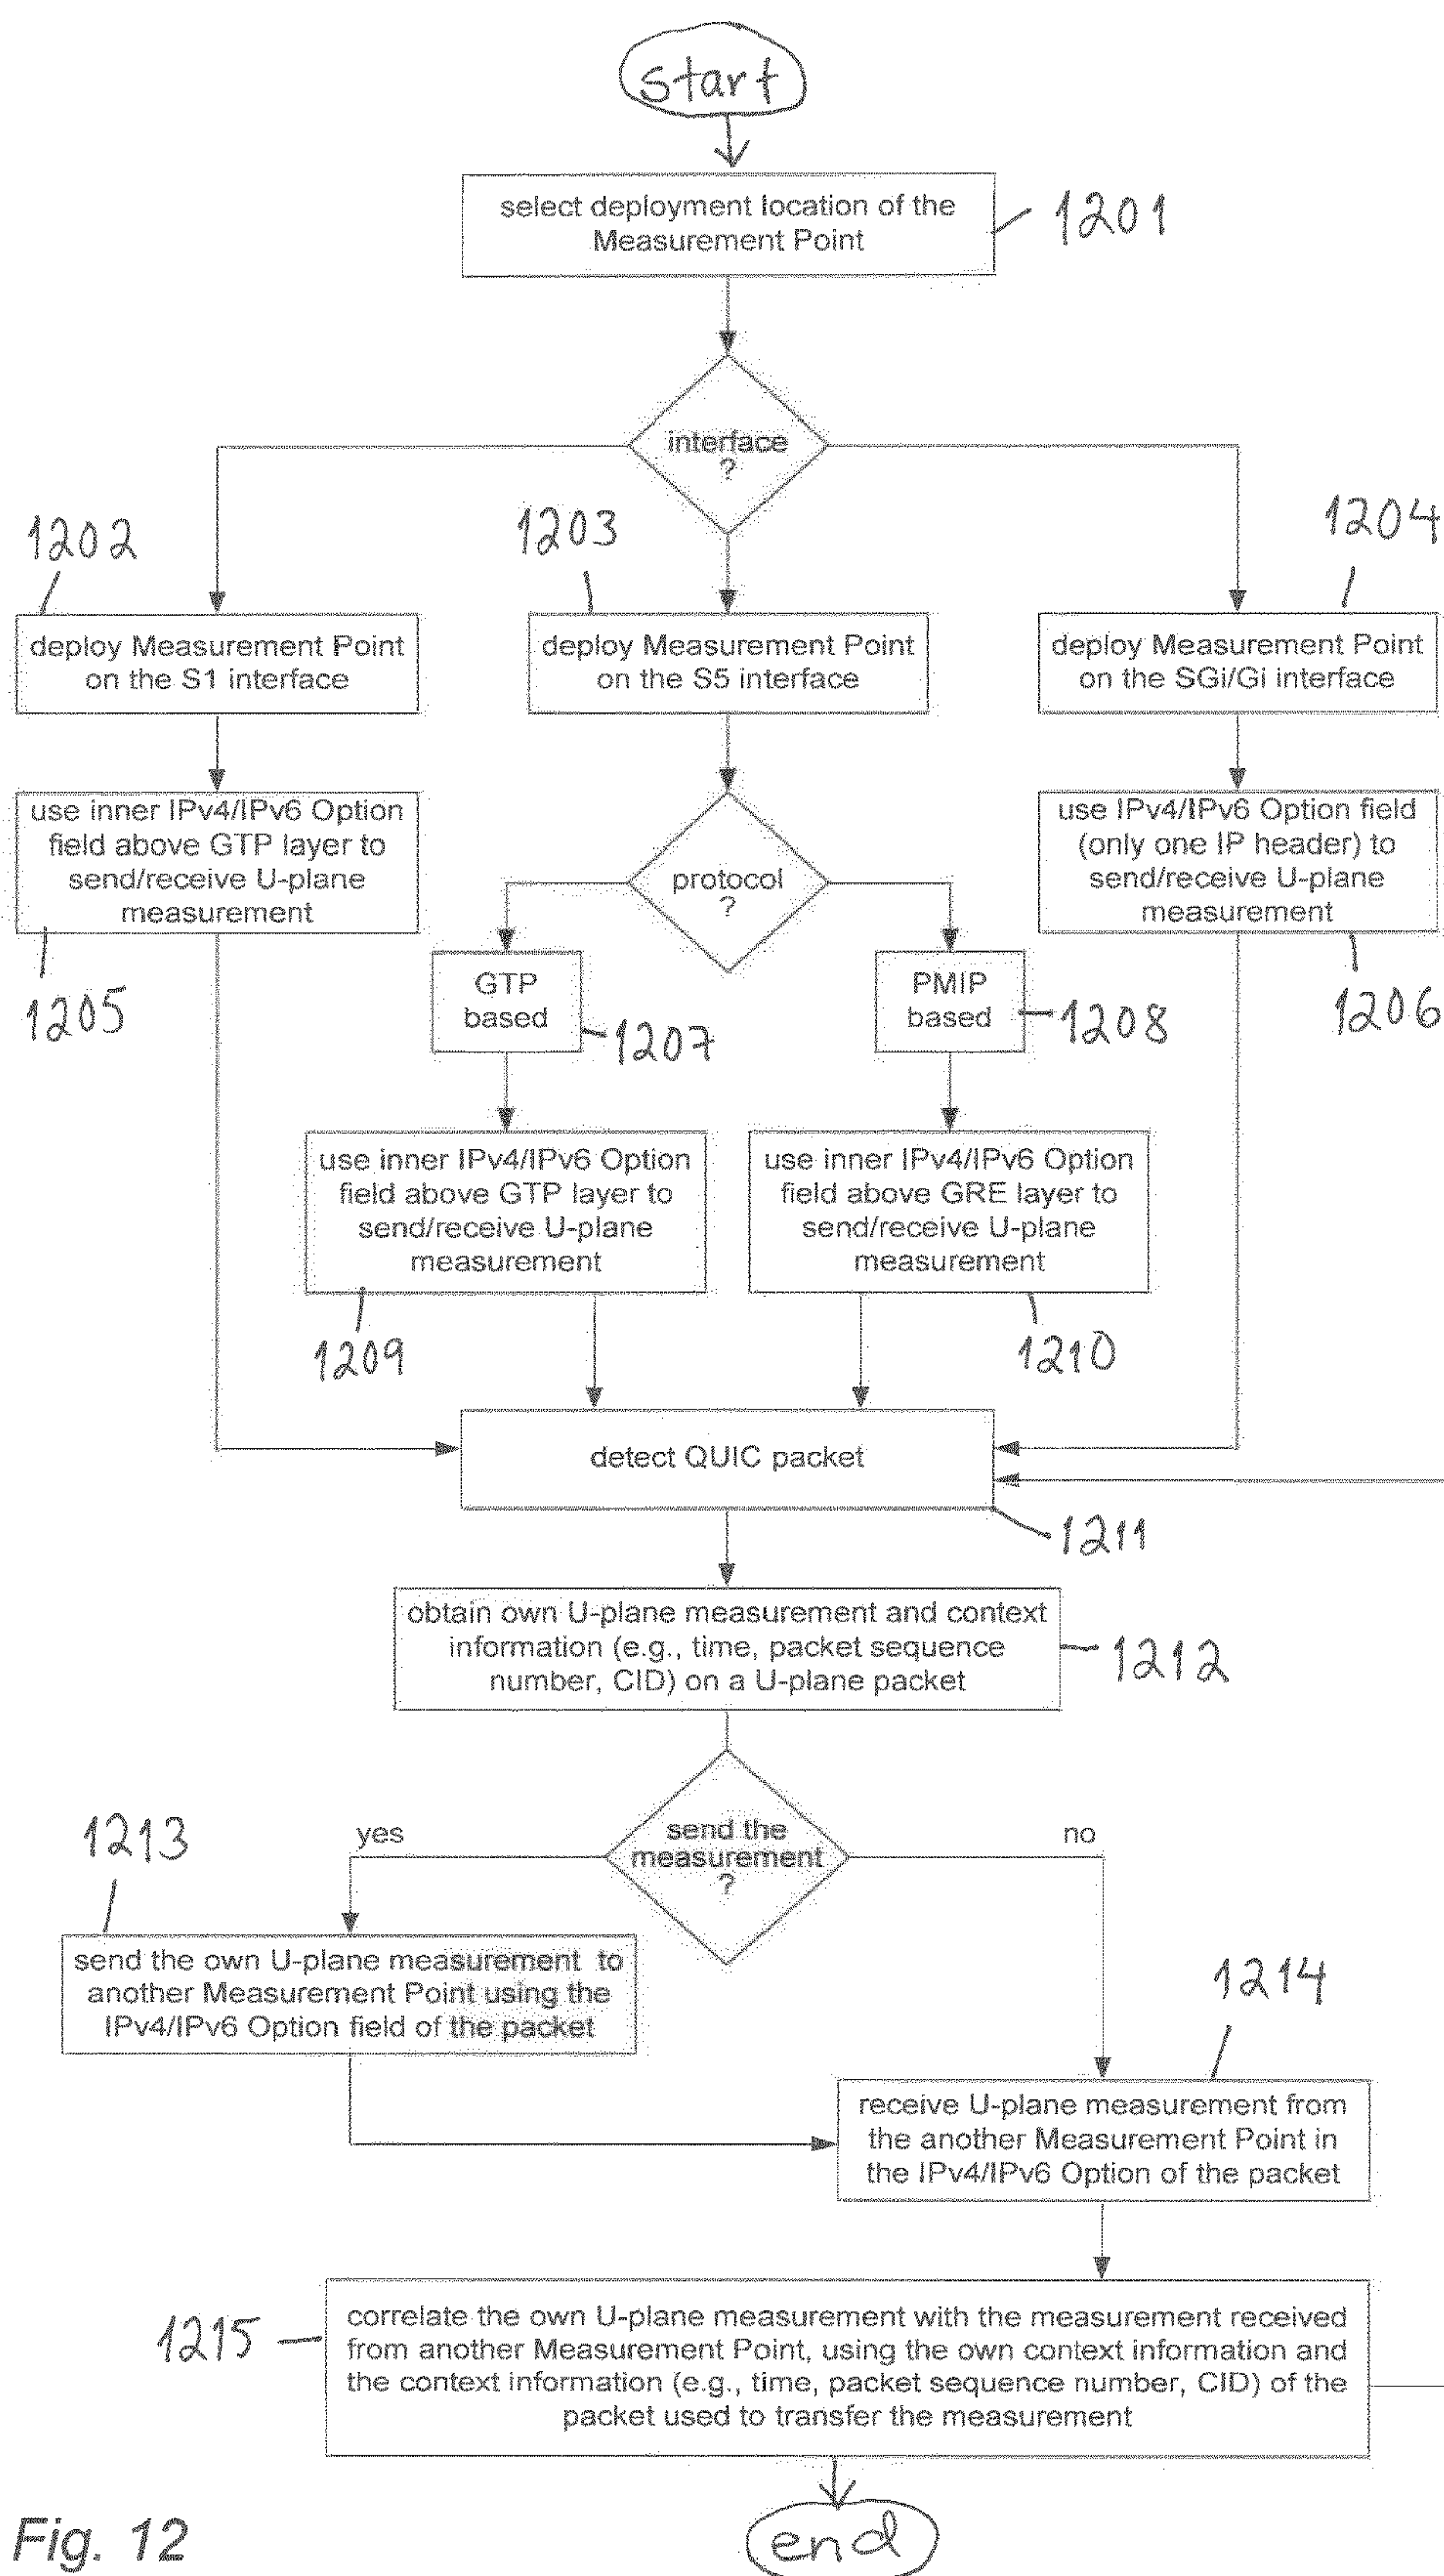 start
select deployment location of the
Measurement Point
1201
interface
?
1202
1203
1204
deploy Measurement Point
on the S1 interface
deploy Measurement Point
on the S5 interface
deploy Measurement Point
on the SGi/Gi interface
use inner IPv4/IPv6 Option
field above GTP layer to
send/receive U-plane
measurement
1205
protocol
?
use IPv4/IPv6 Option field
(only one IP header) to
send/receive U-plane
measurement
1206
GTP
based
1207
PMIP
based
1208
use inner IPv4/IPv6 Option
field above GTP layer to
send/receive U-plane
measurement
1209
use inner IPv4/IPv6 Option
field above GRE layer to
send/receive U-plane
measurement
1210
detect QUIC packet
1211
obtain own U-plane measurement and context
information (e.g., time, packet sequence
number, CID) on a U-plane packet
1212
send the
measurement
?
yes
no
1213
send the own U-plane measurement to
another Measurement Point using the
IPv4/IPv6 Option field of the packet
1214
receive U-plane measurement from
the another Measurement Point in
the IPv4/IPv6 Option of the packet
1215
correlate the own U-plane measurement with the measurement received
from another Measurement Point, using the own context information and
the context information (e.g., time, packet sequence number, CID) of the
packet used to transfer the measurement
end
Fig. 12